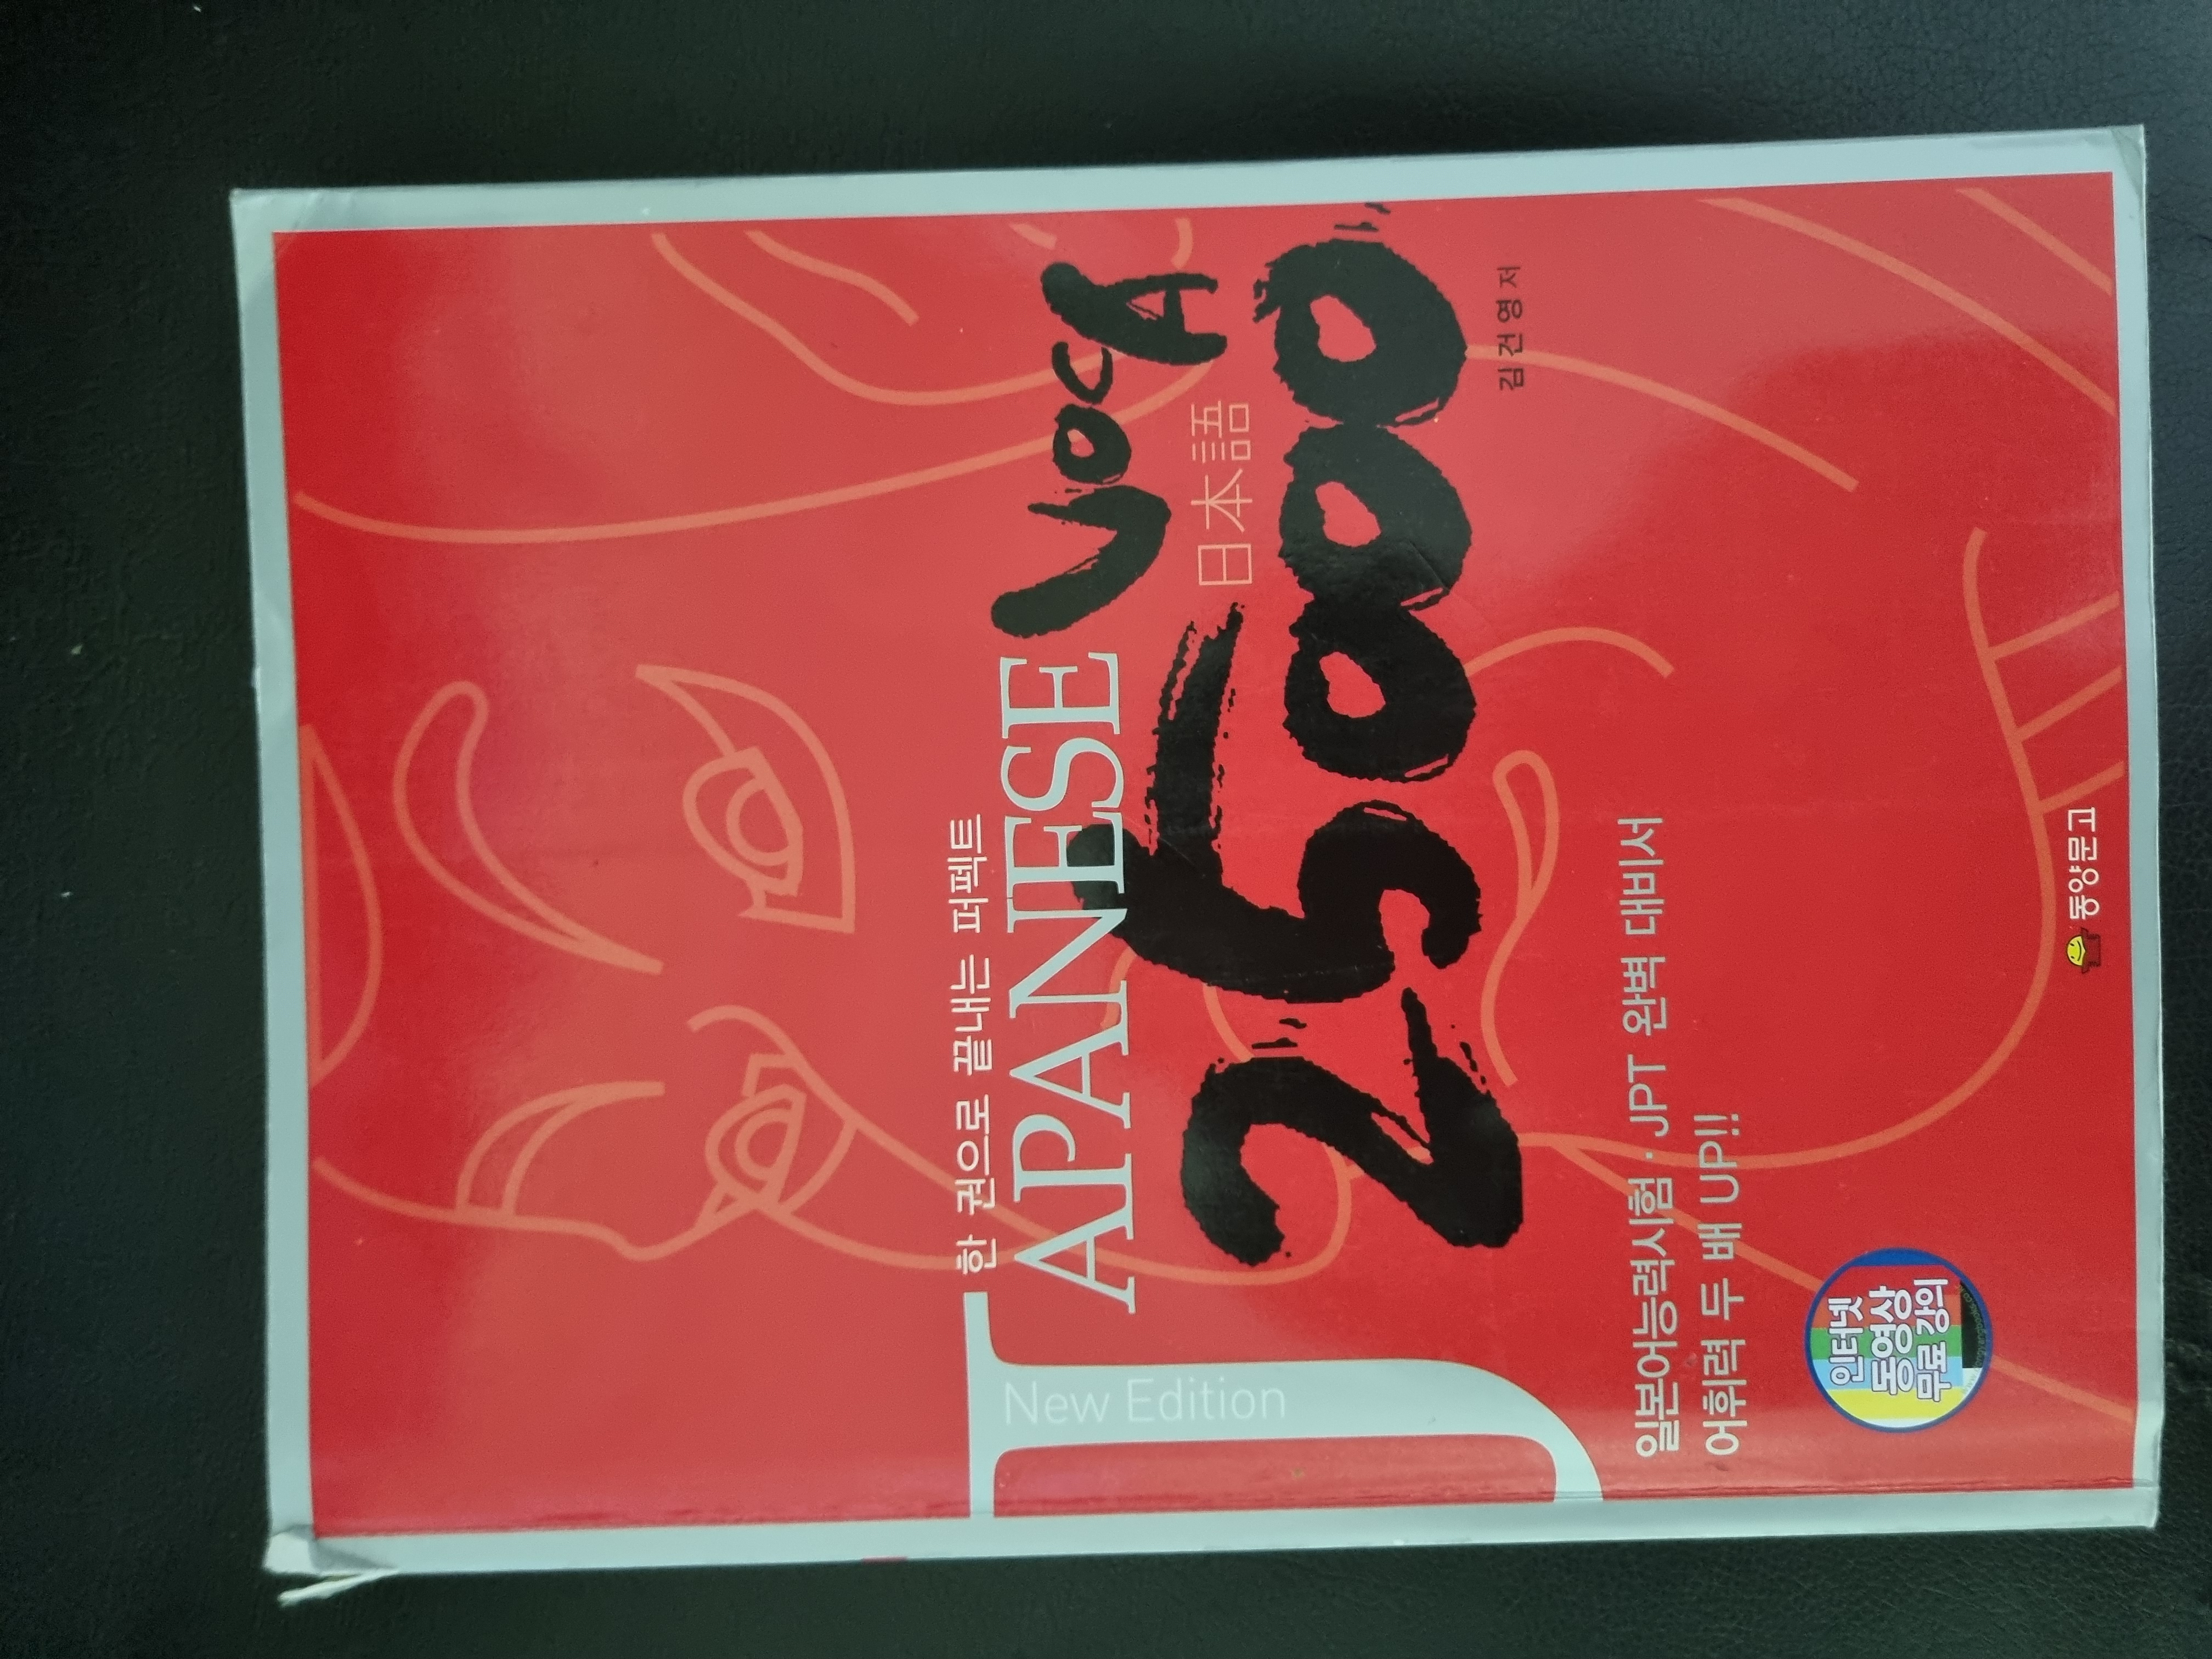 한 권으로 끝내는 퍼펙트
JAPANESE VOCA
New Edition
日本語
25000
김건영 저
일본어능력시험·JPT 완벽 대비서
어휘력 두 배 UP!!
인터넷
동영상
무료 강의
동양문고